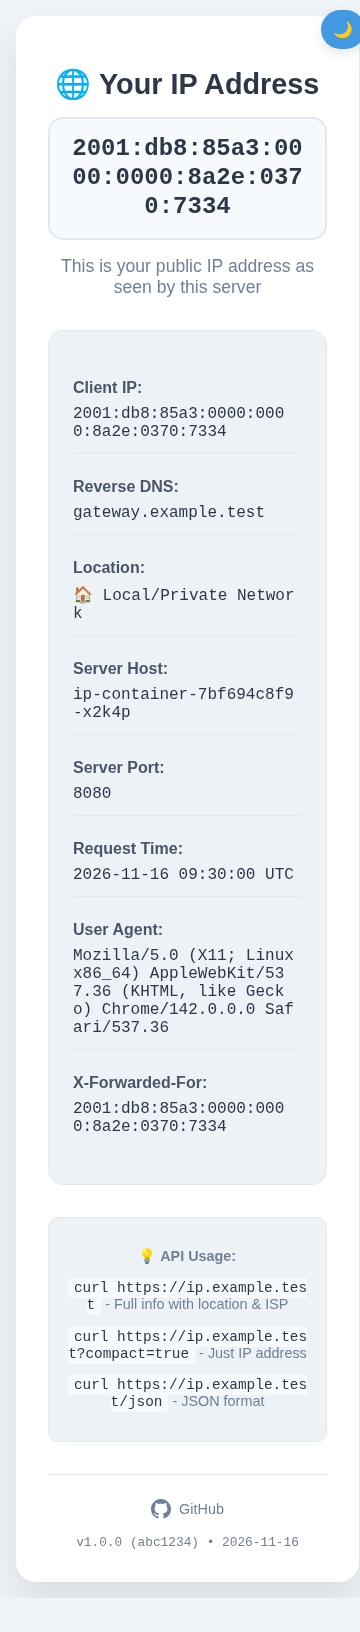 🌐 Your IP Address
2001:db8:85a3:00
00:0000:8a2e:037
0:7334
This is your public IP address as
seen by this server
Client IP:
2001:db8:85a3:0000:000
0:8a2e:0370:7334
Reverse DNS:
gateway.example.test
Location:
🏠 Local/Private Networ
k
Server Host:
ip-container-7bf694c8f9
-x2k4p
Server Port:
8080
Request Time:
2026-11-16 09:30:00 UTC
User Agent:
Mozilla/5.0 (X11; Linux
x86_64) AppleWebKit/53
7.36 (KHTML, like Geck
o) Chrome/142.0.0.0 Saf
ari/537.36
X-Forwarded-For:
2001:db8:85a3:0000:000
0:8a2e:0370:7334
💡 API Usage:
curl https://ip.example.tes
t - Full info with location & ISP
curl https://ip.example.tes
t?compact=true - Just IP address
curl https://ip.example.tes
t/json - JSON format
GitHub
v1.0.0 (abc1234) • 2026-11-16